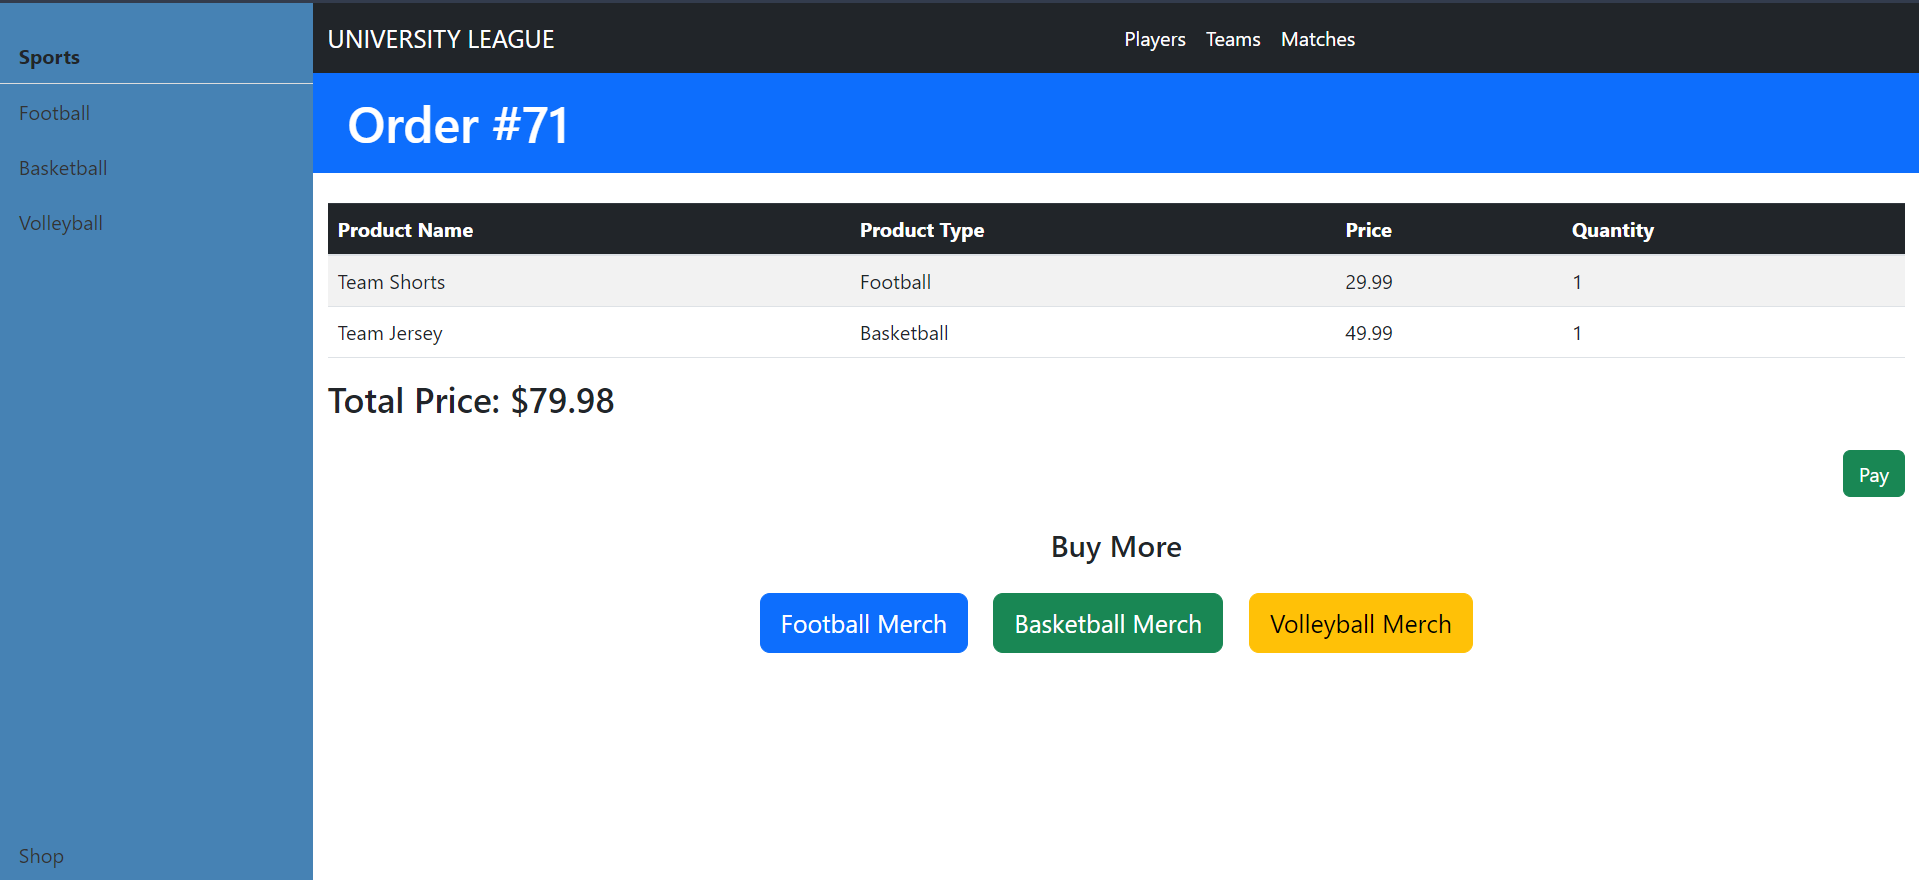 Sports
Football
Basketball
Volleyball
Shop
UNIVERSITY LEAGUE Players Teams Matches
Order #71
Product Name Product Type Price Quantity
Team Shorts Football 29.99 1
Team Jersey Basketball 49.99 1
Total Price: $79.98
Pay
Buy More
Football Merch Basketball Merch Volleyball Merch